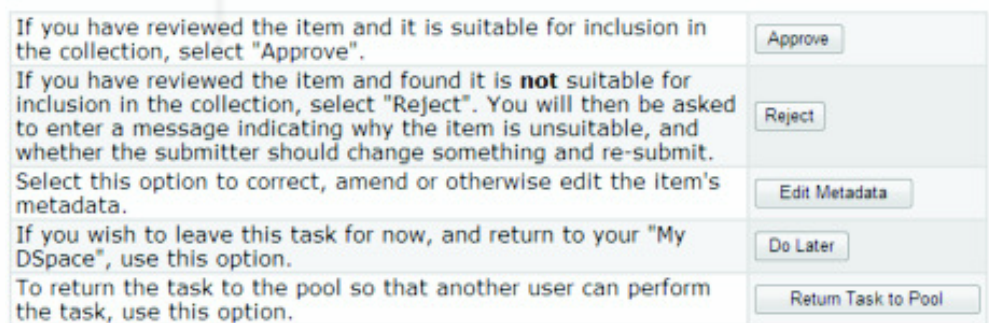 If you have reviewed the item and it is suitable for inclusion in
the collection, select "Approve".
Approve
If you have reviewed the item and found it is not suitable for
inclusion in the collection, select "Reject". You will then be asked
to enter a message indicating why the item is unsuitable, and
whether the submitter should change something and re-submit.
Reject
Select this option to correct, amend or otherwise edit the item's
metadata.
Edit Metadata
If you wish to leave this task for now, and return to your "My
DSpace", use this option.
Do Later
To return the task to the pool so that another user can perform
the task, use this option.
Return Task to Pool